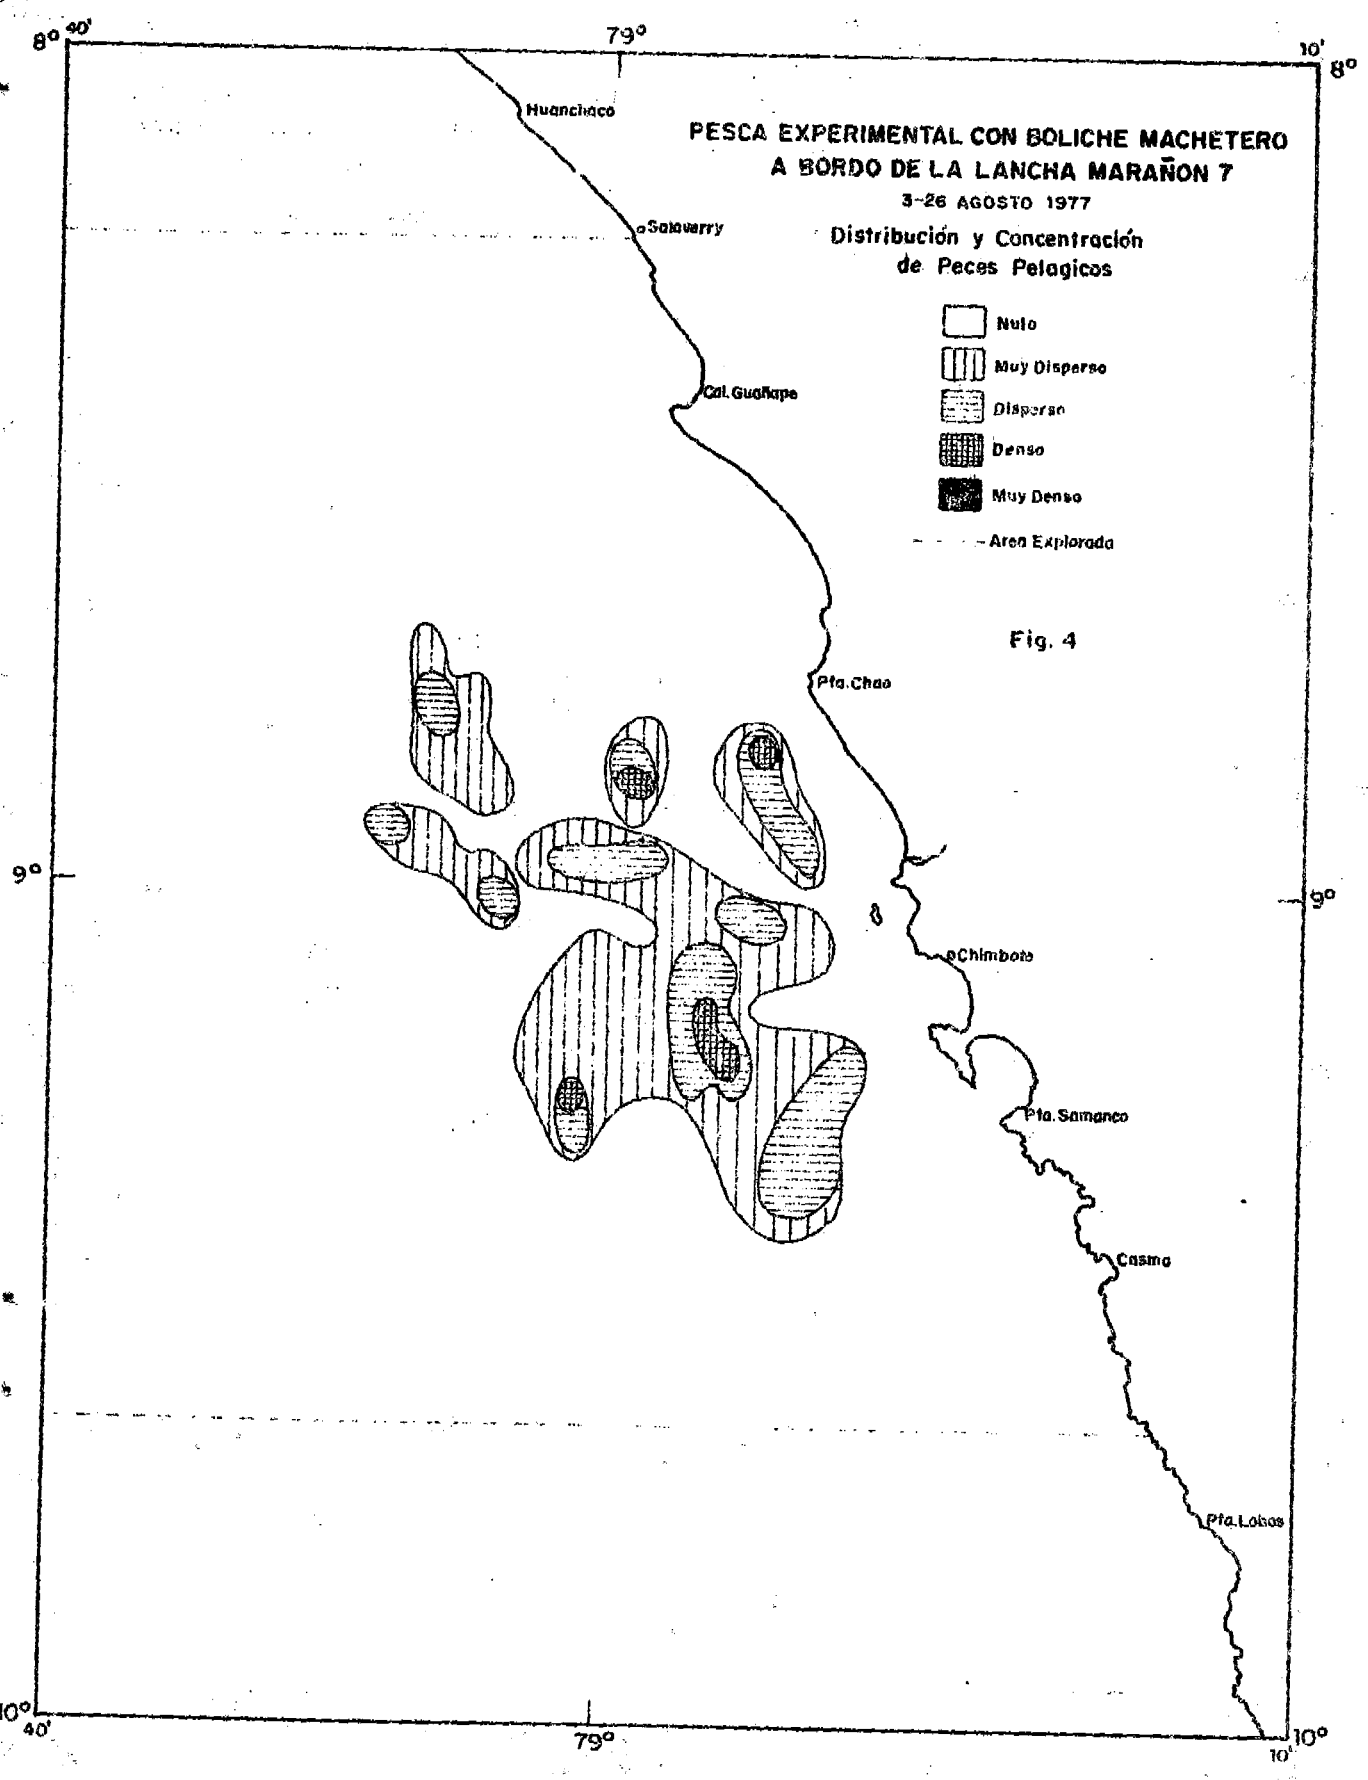 8° 40' 79° 10' 8°
Huanchaco
PESCA EXPERIMENTAL CON BOLICHE MACHETERO
A BORDO DE LA LANCHA MARAÑON 7
3-26 AGOSTO 1977
Salaverry
Distribución y Concentración
de Peces Pelagicos
Nulo
Muy Disperso
Cal. Guañape
Disperso
Denso
Muy Denso
Area Explorada
Fig. 4
Pta. Chao
9° 9°
Chimbote
Pta. Samanco
Casma
Pta. Lobos
10° 10°
40' 79° 10'